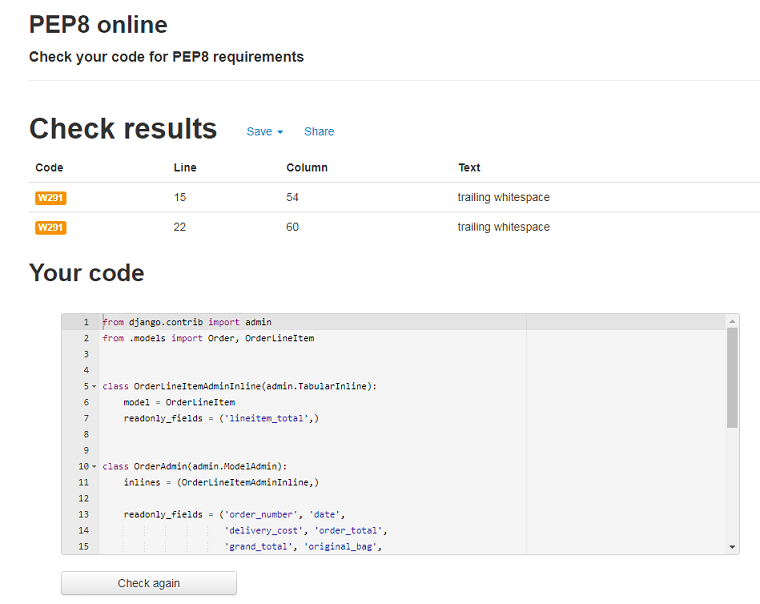 PEP8 online
Check your code for PEP8 requirements
Check results Save Share
Code Line Column Text
W291 15 54 trailing whitespace
W291 22 60 trailing whitespace
Your code
1 from django.contrib import admin
2 from .models import Order, OrderLineItem
3
4
5 class OrderLineItemAdminInline(admin.TabularInline):
6 model = OrderLineItem
7 readonly_fields = ('lineitem_total',)
8
9
10 class OrderAdmin(admin.ModelAdmin):
11 inlines = (OrderLineItemAdminInline,)
12
13 readonly_fields = ('order_number', 'date',
14 'delivery_cost', 'order_total',
15 'grand_total', 'original_bag',
Check again